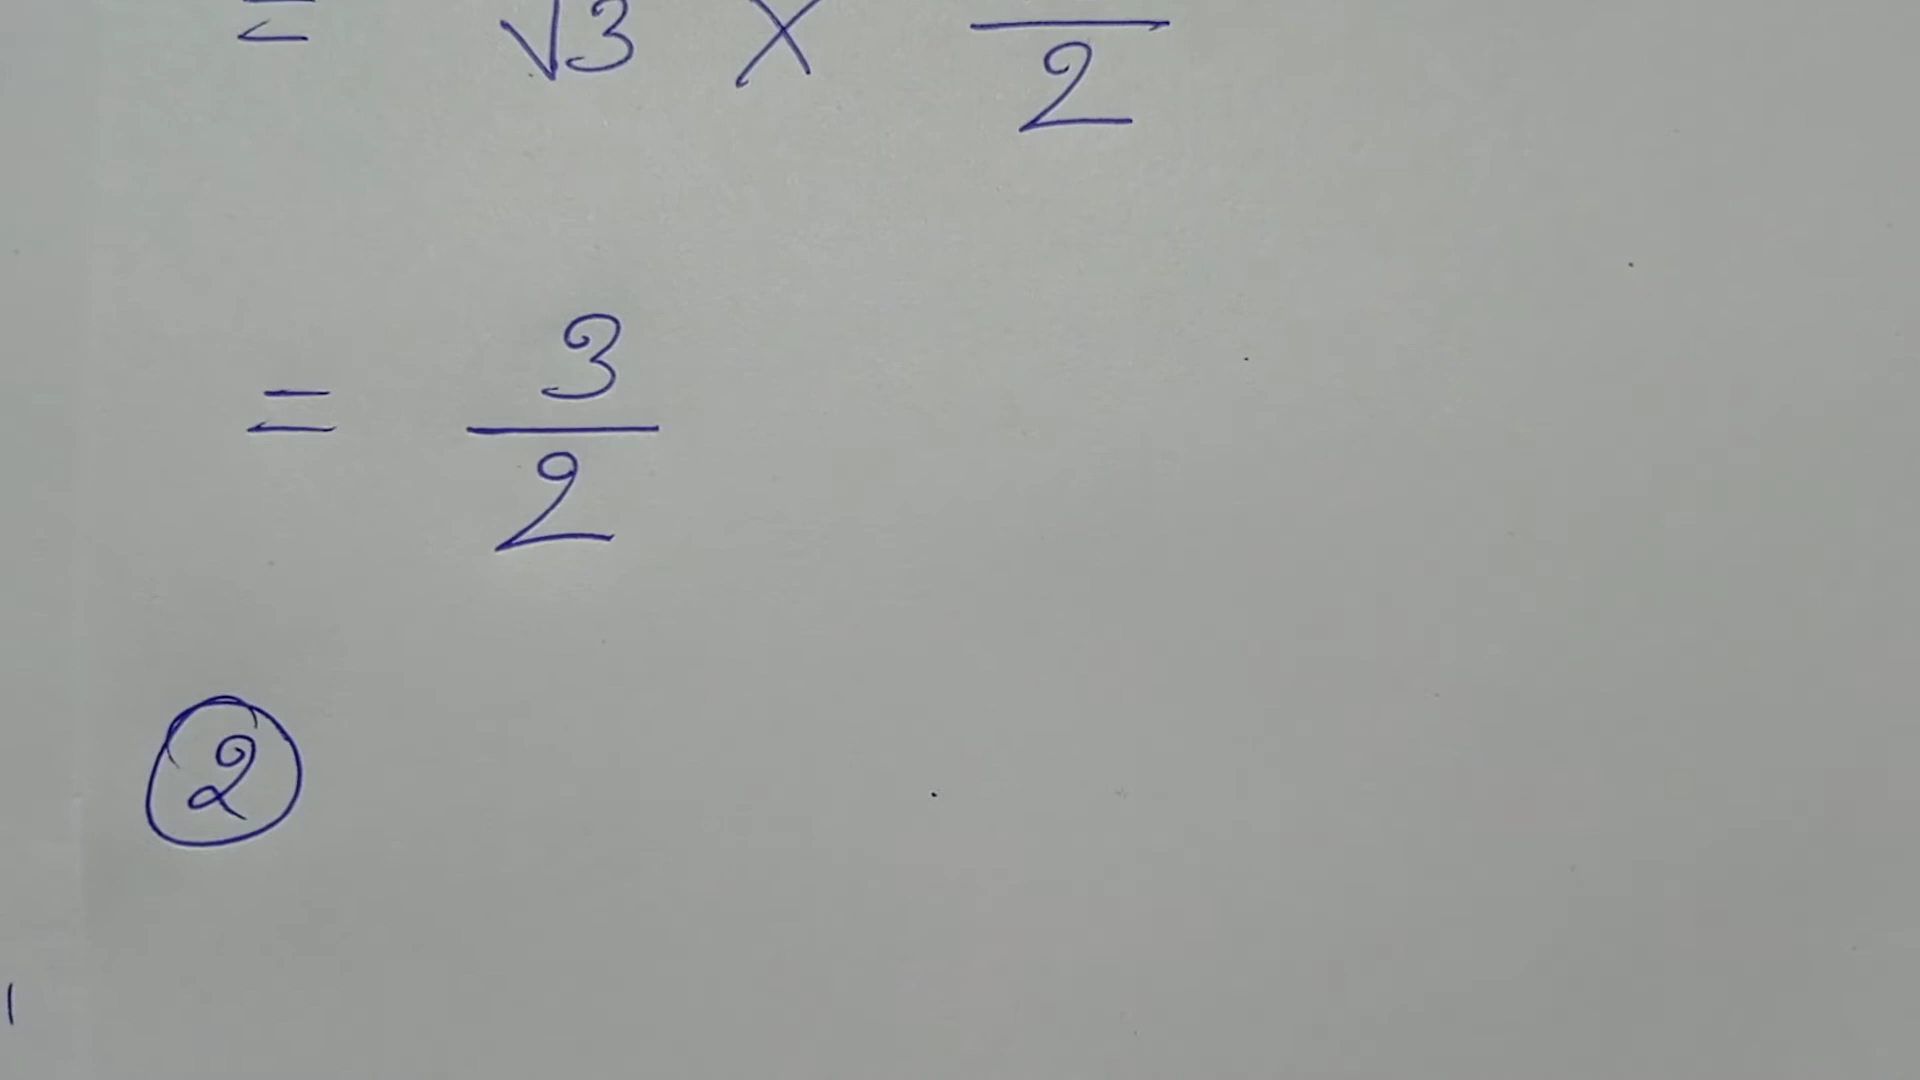 = √3 × /2
= 3/2
2